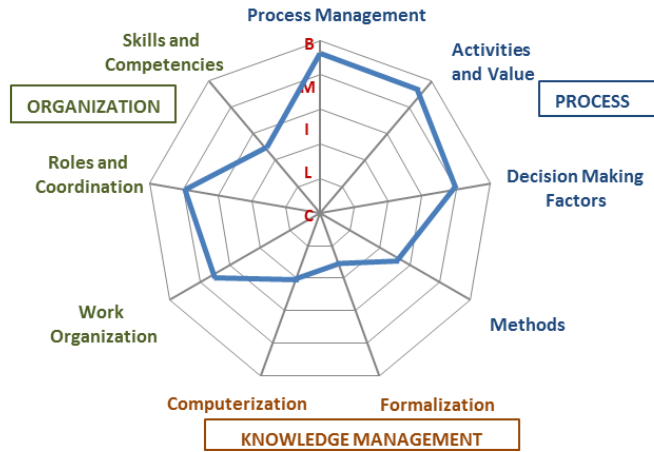 Process Management
Skills and
Competencies
B
Activities
and Value
ORGANIZATION
M
PROCESS
I
Roles and
Coordination
L
Decision Making
Factors
C
Work
Organization
Methods
Computerization
Formalization
KNOWLEDGE MANAGEMENT